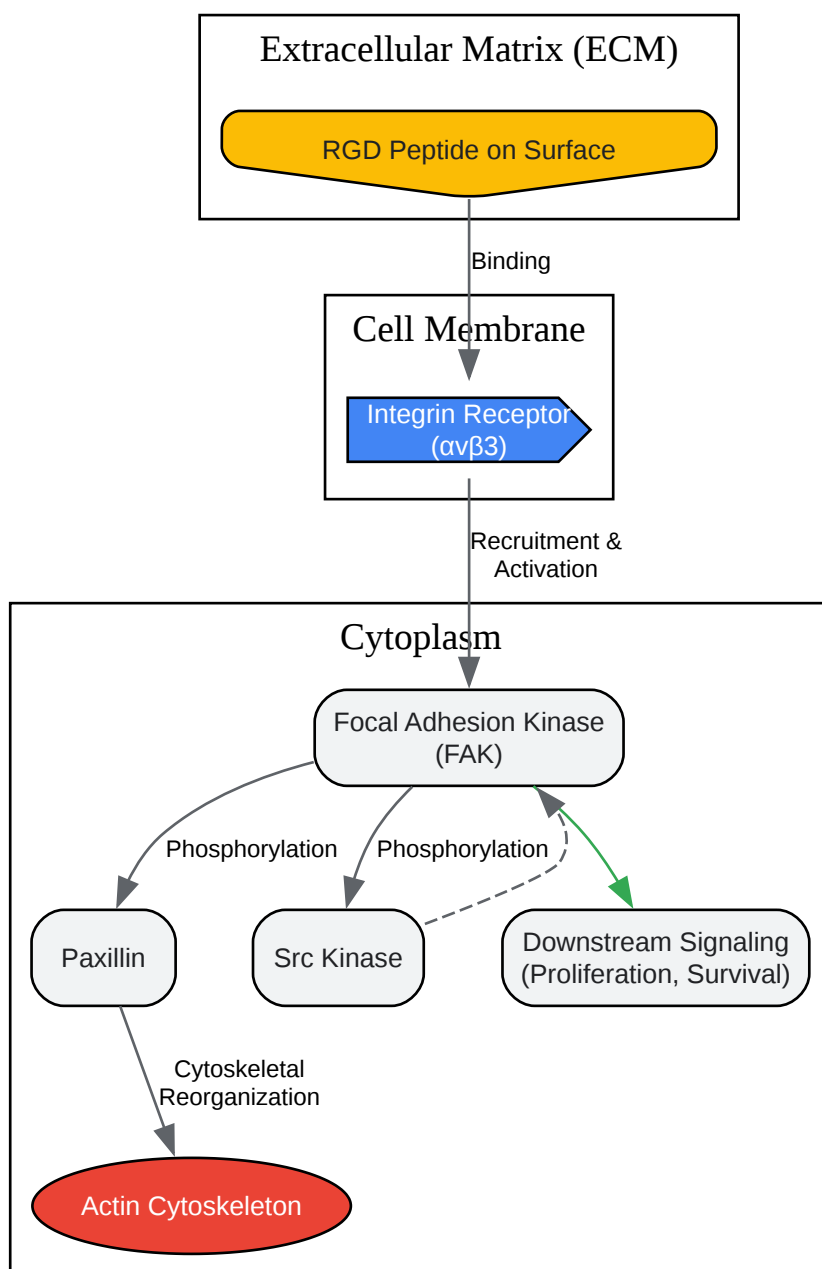 Extracellular Matrix (ECM)
RGD Peptide on Surface
Binding
Cell Membrane
Integrin Receptor
(αvβ3)
Recruitment &
Activation
Cytoplasm
Focal Adhesion Kinase
(FAK)
Phosphorylation
Phosphorylation
Paxillin
Src Kinase
Downstream Signaling
(Proliferation, Survival)
Cytoskeletal
Reorganization
Actin Cytoskeleton